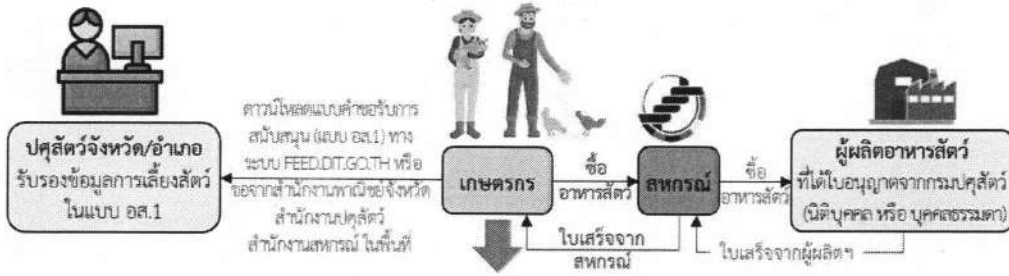 ปศุสัตว์จังหวัด/อำเภอ
รับรองข้อมูลการเลี้ยงสัตว์
ในแบบ อส.1
ดาวน์โหลดแบบคำขอรับการ
สนับสนุน (แบบ อส.1) ทาง
ระบบ FEED.DIT.GO.TH หรือ
ขอจากสำนักงานพาณิชย์จังหวัด
สำนักงานปศุสัตว์
สำนักงานสหกรณ์ ในพื้นที่
เกษตรกร
ซื้อ
อาหารสัตว์
สหกรณ์
ซื้อ
อาหารสัตว์
ผู้ผลิตอาหารสัตว์
ที่ได้ใบอนุญาตจากกรมปศุสัตว์
(นิติบุคคล หรือ บุคคลธรรมดา)
ใบเสร็จจาก
สหกรณ์
ใบเสร็จจากผู้ผลิตฯ